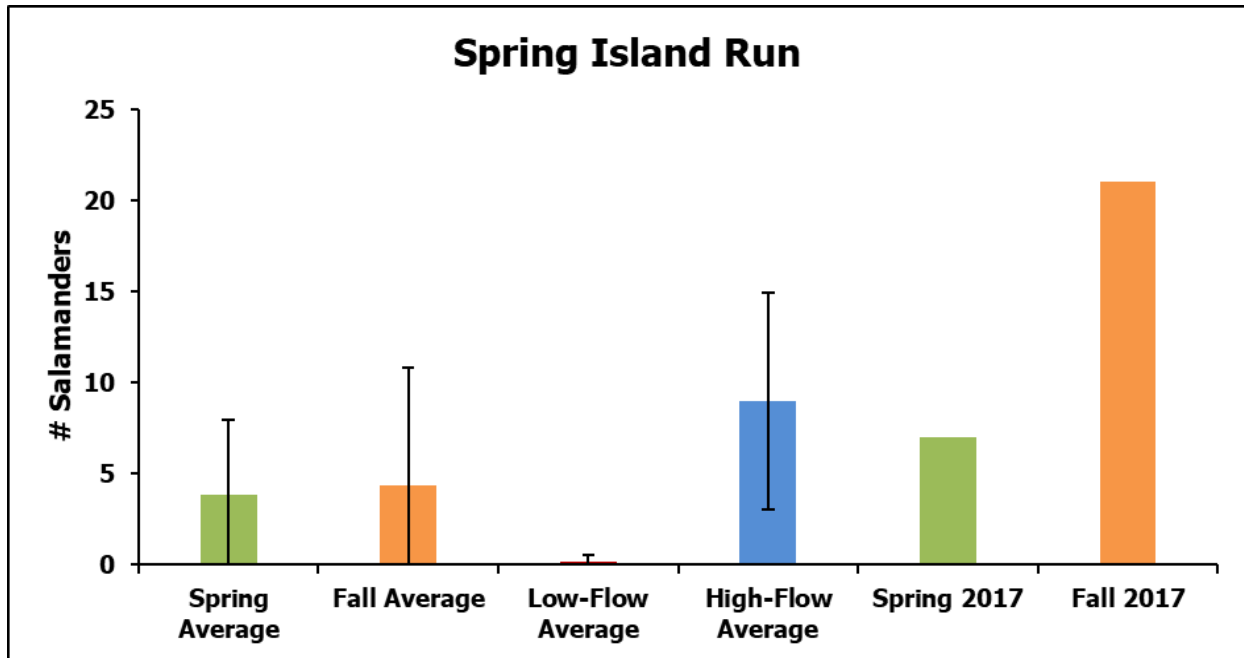 Spring Island Run
25
20
15
10
5
0
# Salamanders
Spring
Average
Fall Average
Low-Flow
Average
High-Flow
Average
Spring 2017
Fall 2017